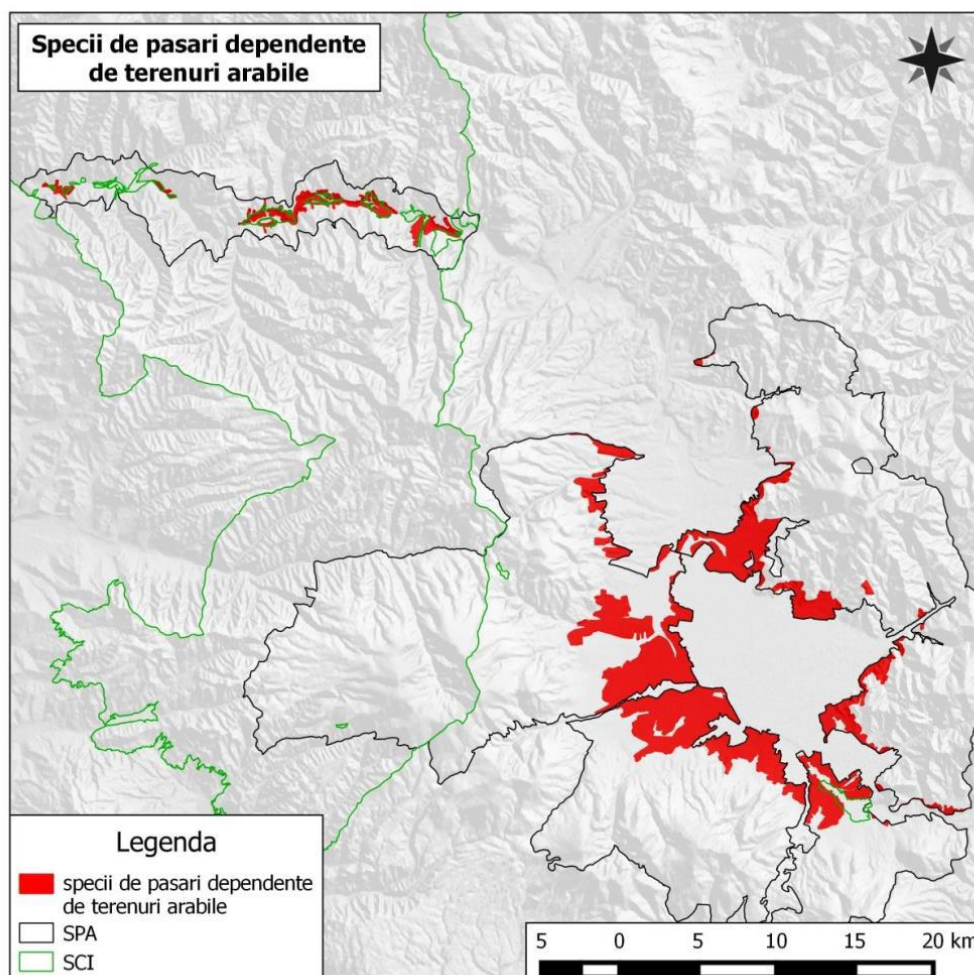 Specii de pasari dependente
de terenuri arabile
Legenda
specii de pasari dependente
de terenuri arabile
SPA
SCI
5 0 5 10 15 20 km